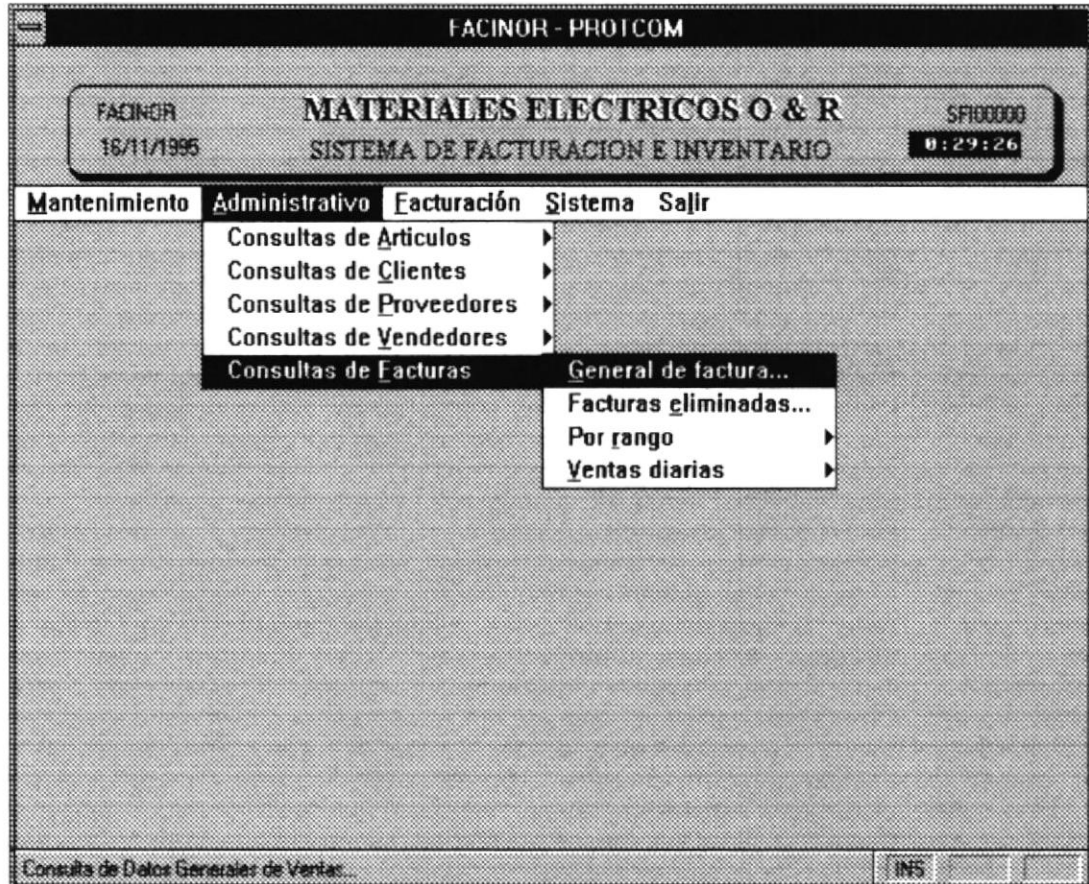 FACINOR - PROTCOM
FACINOR MATERIALES ELECTRICOS O & R SFI00000
16/11/1995 SISTEMA DE FACTURACION E INVENTARIO 0:29:26
Mantenimiento Administrativo Facturación Sistema Salir
Consultas de Articulos
Consultas de Clientes
Consultas de Proveedores
Consultas de Vendedores
Consultas de Facturas General de factura...
Facturas eliminadas...
Por rango
Ventas diarias
Consulta de Datos Generales de Ventas... INS